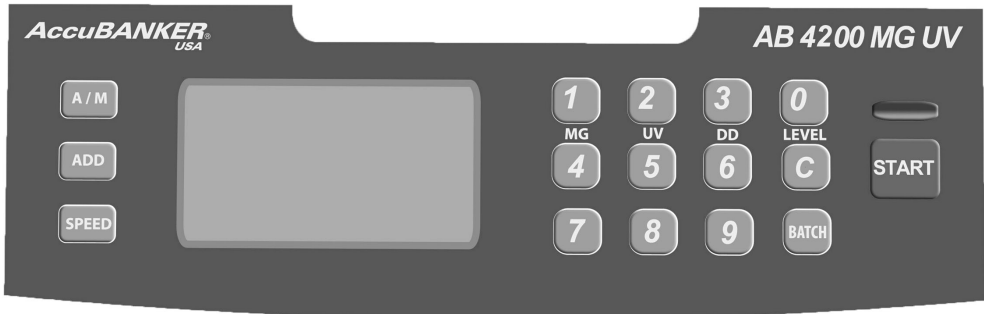 AccuBANKER®
USA
AB 4200 MG UV
A / M
ADD
SPEED
1 2 3 0
MG UV DD LEVEL
4 5 6 C
7 8 9 BATCH
START